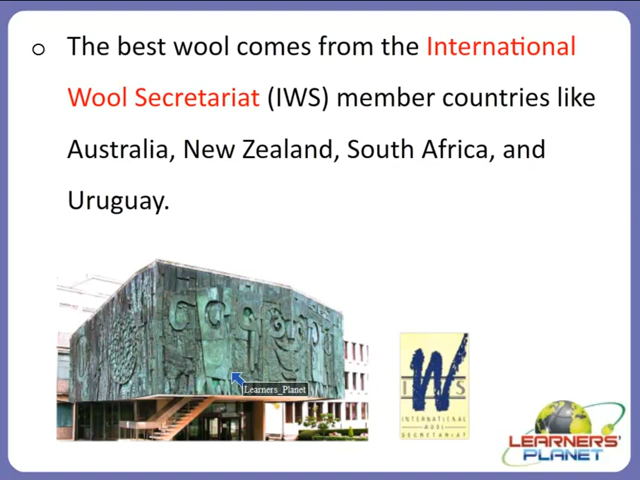 o The best wool comes from the International
Wool Secretariat (IWS) member countries like
Australia, New Zealand, South Africa, and
Uruguay.
Learners_Planet
IWS
INTERNATIONAL
WOOL
SECRETARIAT
LEARNERS'
PLANET